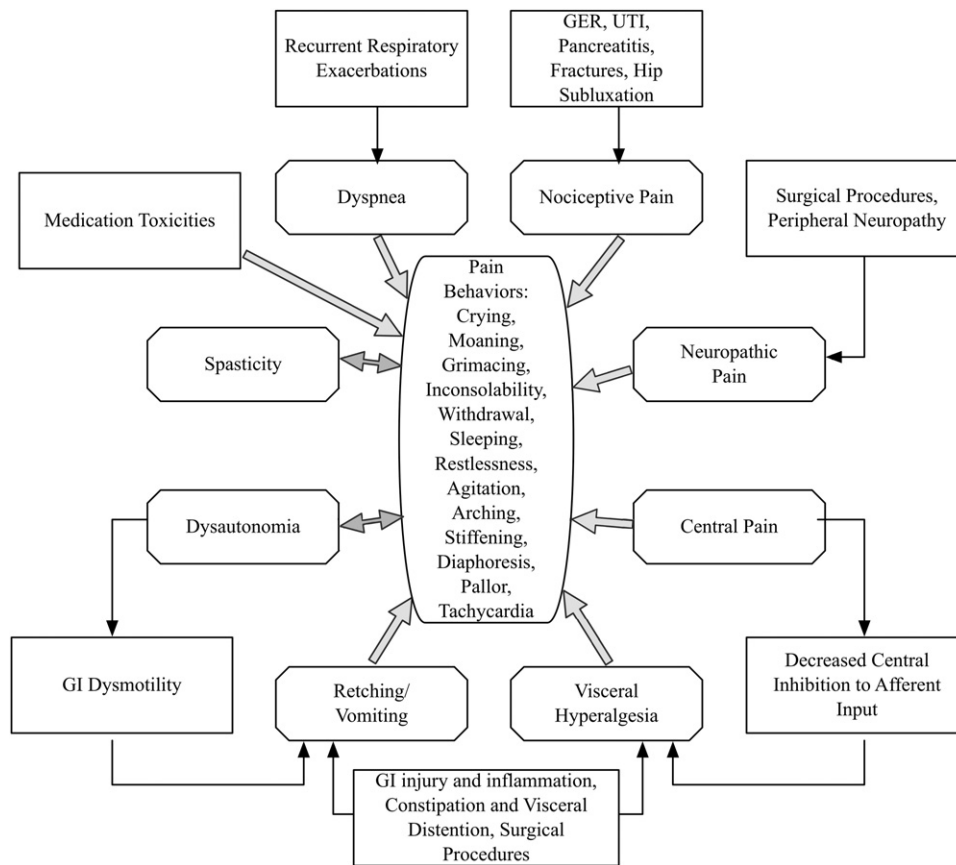 Recurrent Respiratory
Exacerbations
GER, UTI,
Pancreatitis,
Fractures, Hip
Subluxation
Medication Toxicities
Dyspnea
Nociceptive Pain
Surgical Procedures,
Peripheral Neuropathy
Pain
Behaviors:
Crying,
Moaning,
Grimacing,
Inconsolability,
Withdrawal,
Sleeping,
Restlessness,
Agitation,
Arching,
Stiffening,
Diaphoresis,
Pallor,
Tachycardia
Spasticity
Neuropathic
Pain
Dysautonomia
Central Pain
GI Dysmotility
Retching/
Vomiting
Visceral
Hyperalgesia
Decreased Central
Inhibition to Afferent
Input
GI injury and inflammation,
Constipation and Visceral
Distention, Surgical
Procedures